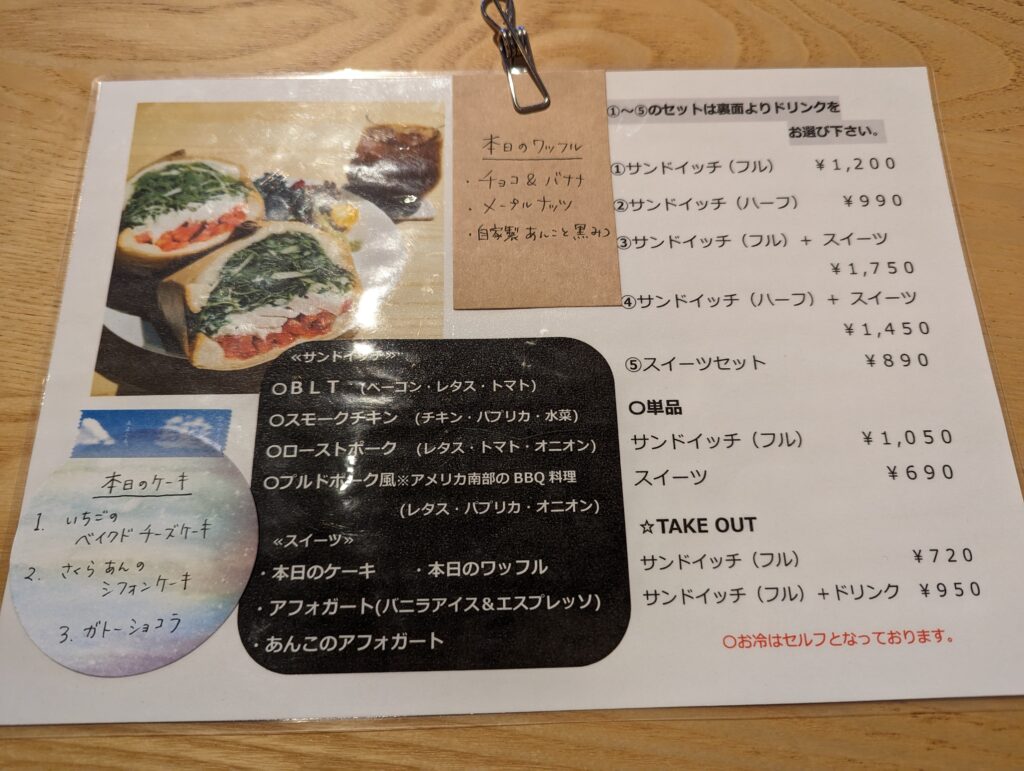 本日のワッフル
・チョコ & バナナ
・メープルナッツ
・自家製あんこと黒みつ
①～⑤のセットは裏面よりドリンクを
お選び下さい。
①サンドイッチ（フル） ￥1,200
②サンドイッチ（ハーフ） ￥990
③サンドイッチ（フル）＋ スイーツ
￥1,750
④サンドイッチ（ハーフ）＋ スイーツ
￥1,450
⑤スイーツセット ￥890
〇単品
サンドイッチ（フル） ￥1,050
スイーツ ￥690
☆TAKE OUT
サンドイッチ（フル） ￥720
サンドイッチ（フル）＋ドリンク ￥950
〇お冷はセルフとなっております。
≪サンドイッチ≫
〇ＢＬＴ （ベーコン・レタス・トマト）
〇スモークチキン （チキン・パプリカ・水菜）
〇ローストポーク （レタス・トマト・オニオン）
〇プルドポーク風※アメリカ南部の BBQ 料理
（レタス・パプリカ・オニオン）
≪スイーツ≫
・本日のケーキ ・本日のワッフル
・アフォガート(バニラアイス＆エスプレッソ)
・あんこのアフォガート
本日のケーキ
1. いちごの
ベイクドチーズケーキ
2. さくらあんの
シフォンケーキ
3. ガトーショコラ